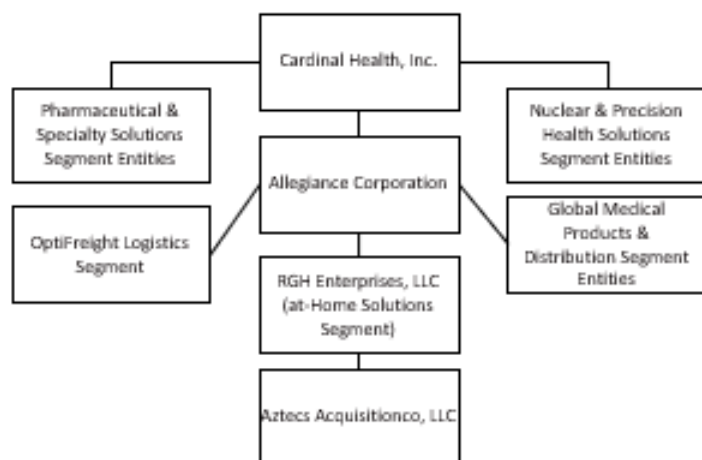 Cardinal Health, Inc.
Pharmaceutical &
Specialty Solutions
Segment Entities
Nuclear & Precision
Health Solutions
Segment Entities
Allegiance Corporation
OptiFreight Logistics
Segment
Global Medical
Products &
Distribution Segment
Entities
RGH Enterprises, LLC
(at-Home Solutions
Segment)
Aztecs Acquisitionco, LLC